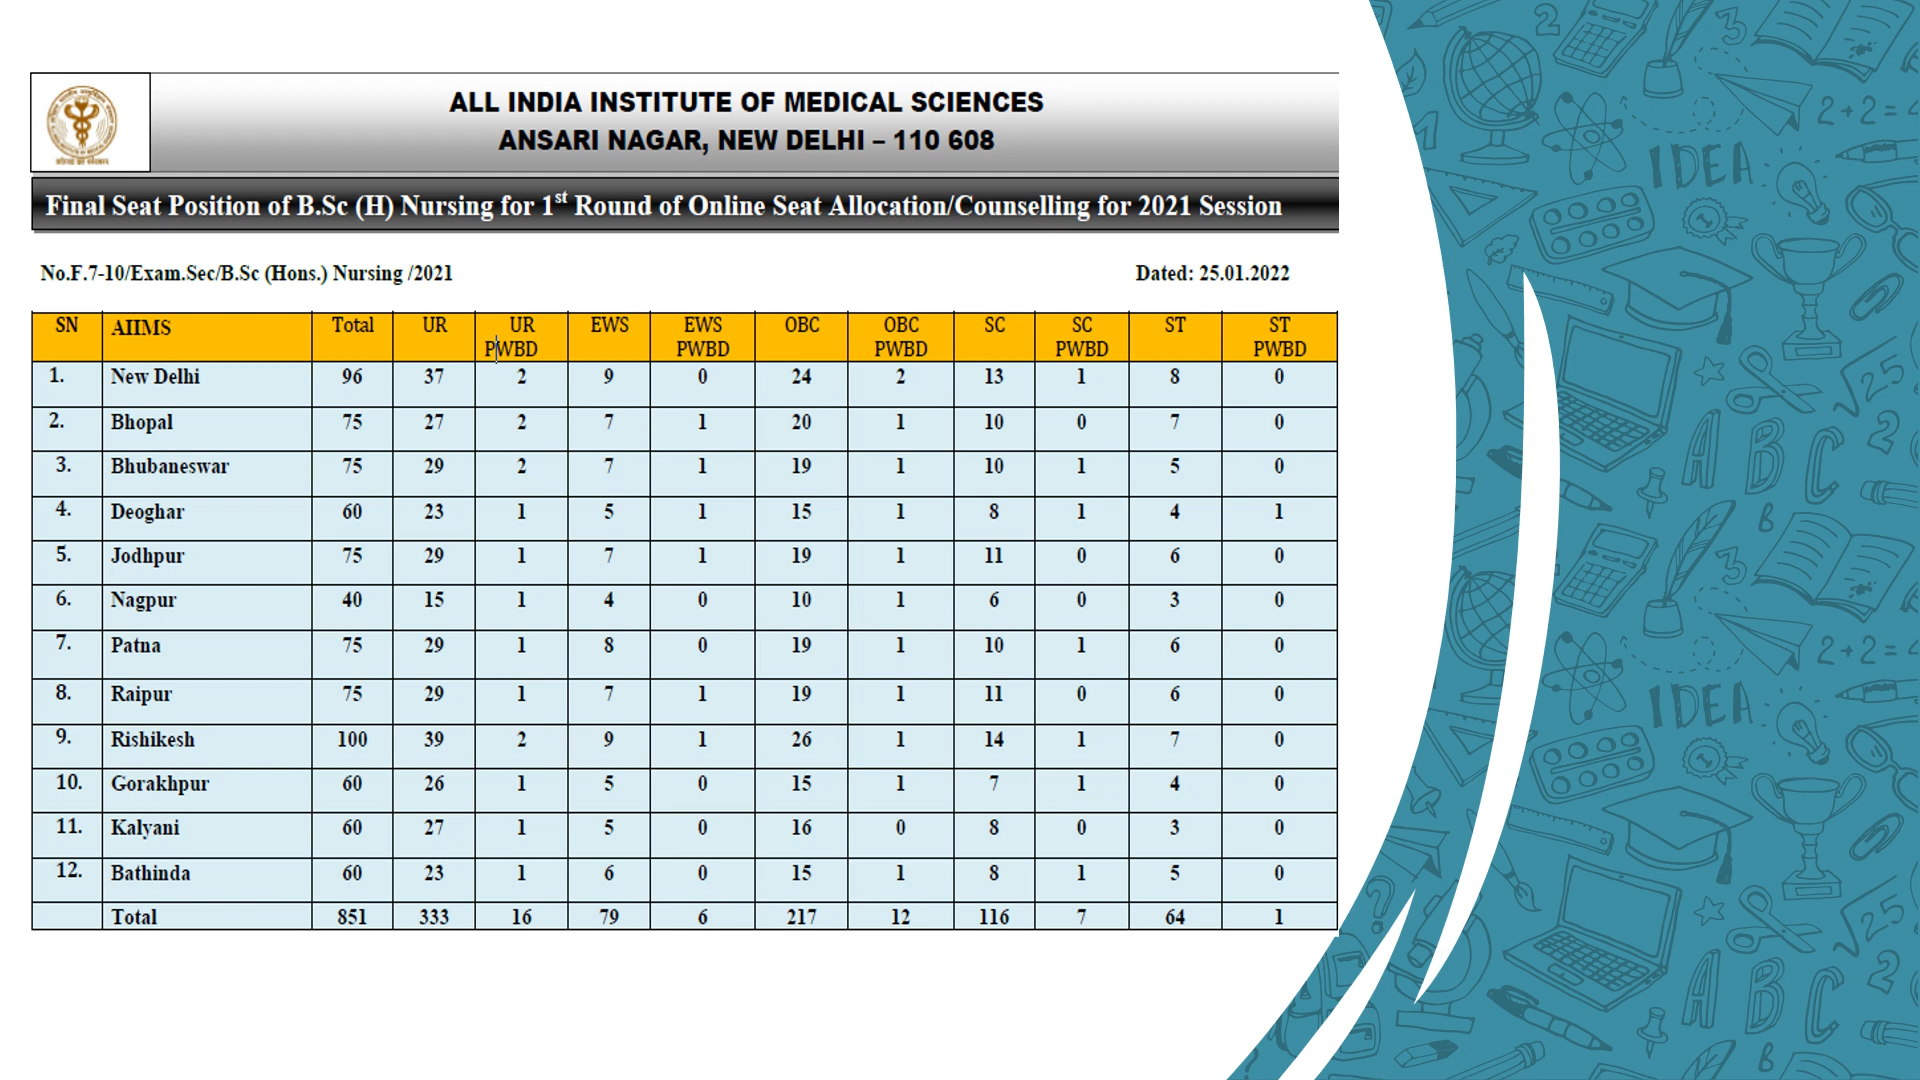 ALL INDIA INSTITUTE OF MEDICAL SCIENCES
ANSARI NAGAR, NEW DELHI – 110 608
Final Seat Position of B.Sc (H) Nursing for 1st Round of Online Seat Allocation/Counselling for 2021 Session
No.F.7-10/Exam.Sec/B.Sc (Hons.) Nursing /2021 Dated: 25.01.2022
SN AIIMS Total UR UR PWBD EWS EWS PWBD OBC OBC PWBD SC SC PWBD ST ST PWBD
1. New Delhi 96 37 2 9 0 24 2 13 1 8 0
2. Bhopal 75 27 2 7 1 20 1 10 0 7 0
3. Bhubaneswar 75 29 2 7 1 19 1 10 1 5 0
4. Deoghar 60 23 1 5 1 15 1 8 1 4 1
5. Jodhpur 75 29 1 7 1 19 1 11 0 6 0
6. Nagpur 40 15 1 4 0 10 1 6 0 3 0
7. Patna 75 29 1 8 0 19 1 10 1 6 0
8. Raipur 75 29 1 7 1 19 1 11 0 6 0
9. Rishikesh 100 39 2 9 1 26 1 14 1 7 0
10. Gorakhpur 60 26 1 5 0 15 1 7 1 4 0
11. Kalyani 60 27 1 5 0 16 0 8 0 3 0
12. Bathinda 60 23 1 6 0 15 1 8 1 5 0
Total 851 333 16 79 6 217 12 116 7 64 1
2 3
2+2=
IDEA
√25
ABC 2
B
3
2+2=
IDEA
√25
ABC 2
B